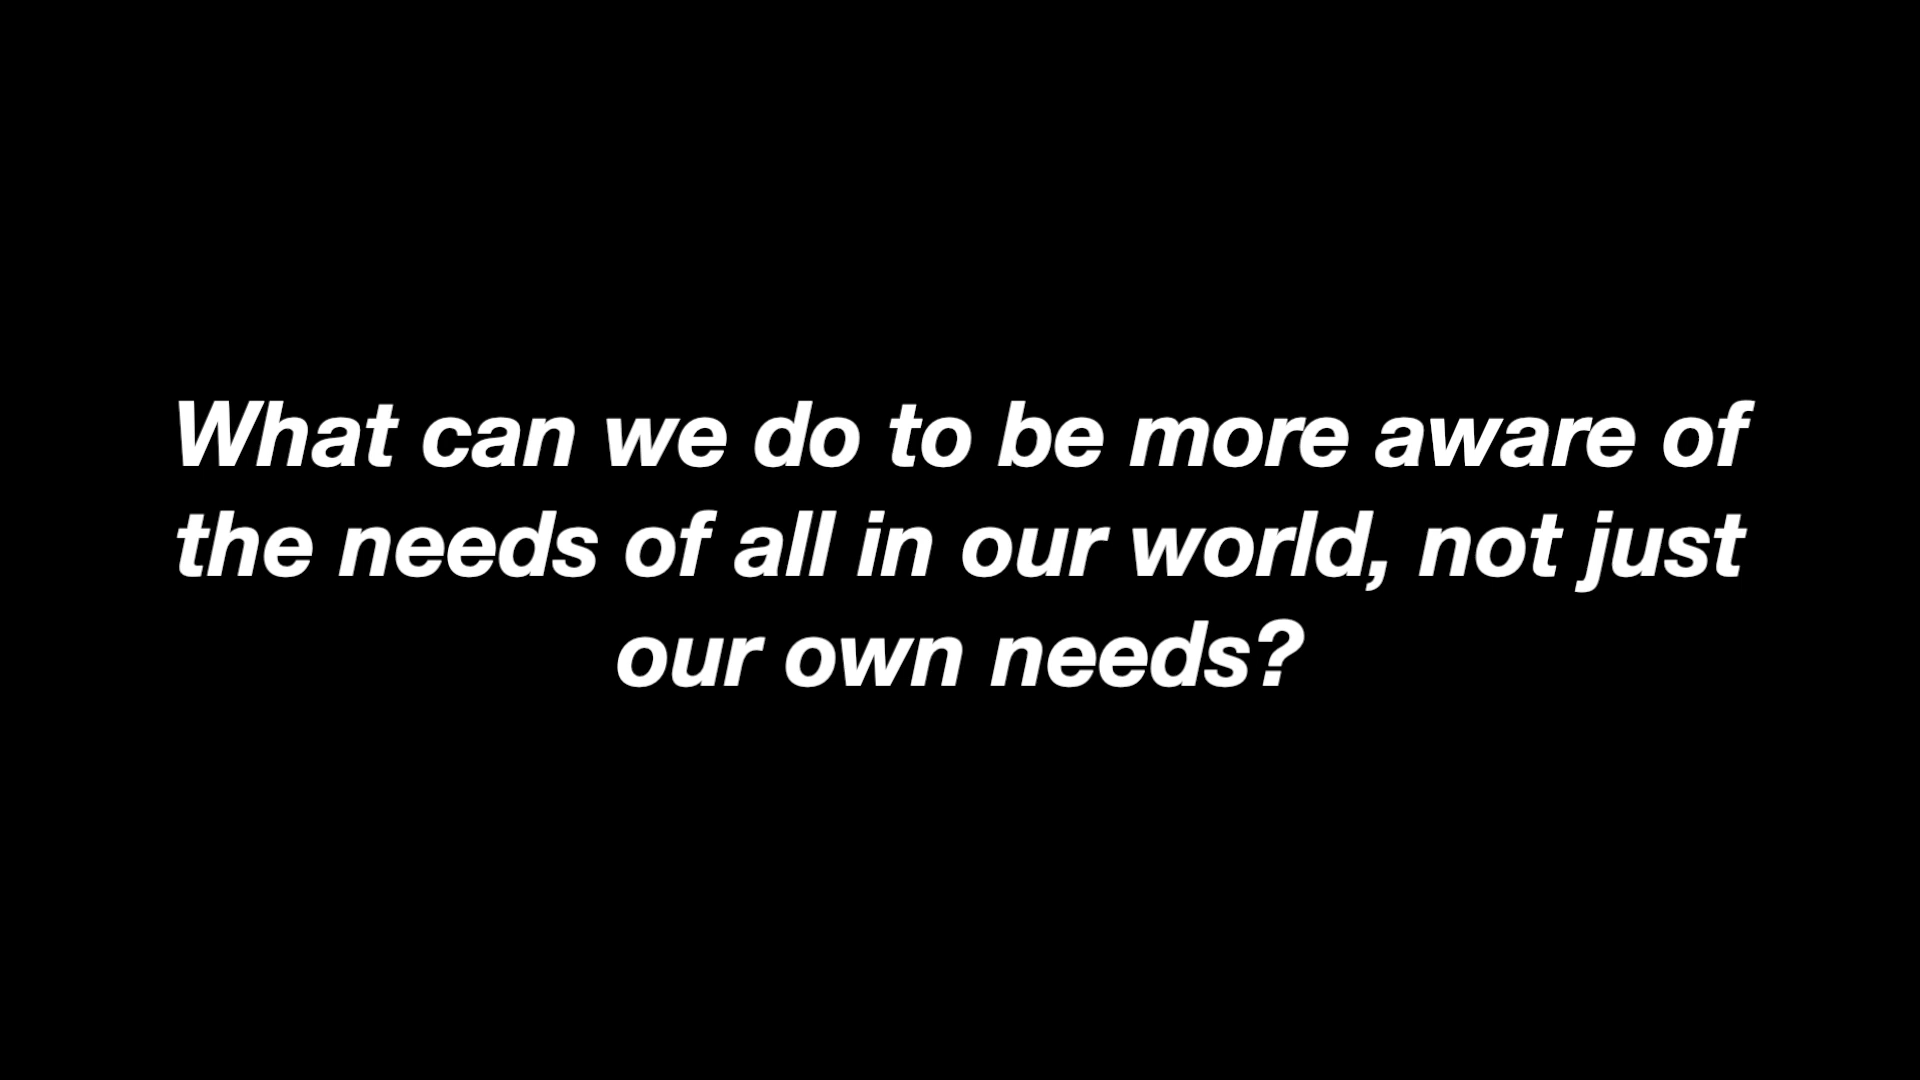 What can we do to be more aware of
the needs of all in our world, not just
our own needs?